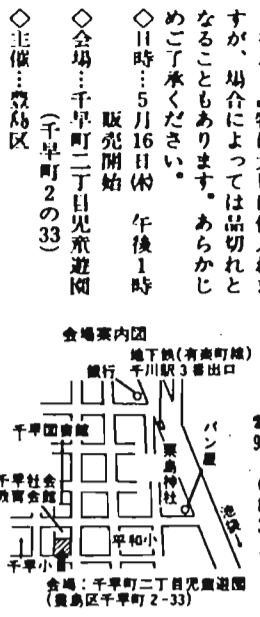 すが、場合によっては品切れと
なることもあります。あらかじ
めご了承ください。
◇日時…5月16日㈭ 午後1時
販売開始
◇会場…千早町二丁目児童遊園
(千早町2の33)
◇主催…豊島区
会場案内図
地下鉄(有楽町線)
千川駅3番出口
銀行
パン屋
千早図書館
粟島神社
池袋→
千早社会
教育会館
平和小
千早小
会場:千早町二丁目児童遊園
(豊島区千早町2-33)